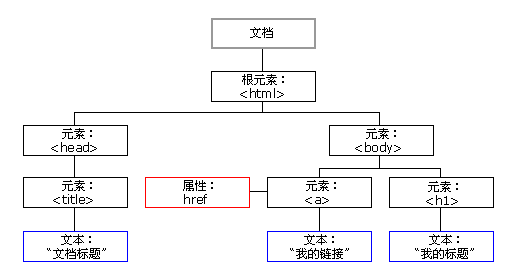 文档
根元素：
<html>
元素：
<head>
元素：
<body>
元素：
<title>
属性：
href
元素：
<a>
元素：
<h1>
文本：
“文档标题”
文本：
“我的链接”
文本：
“我的标题”